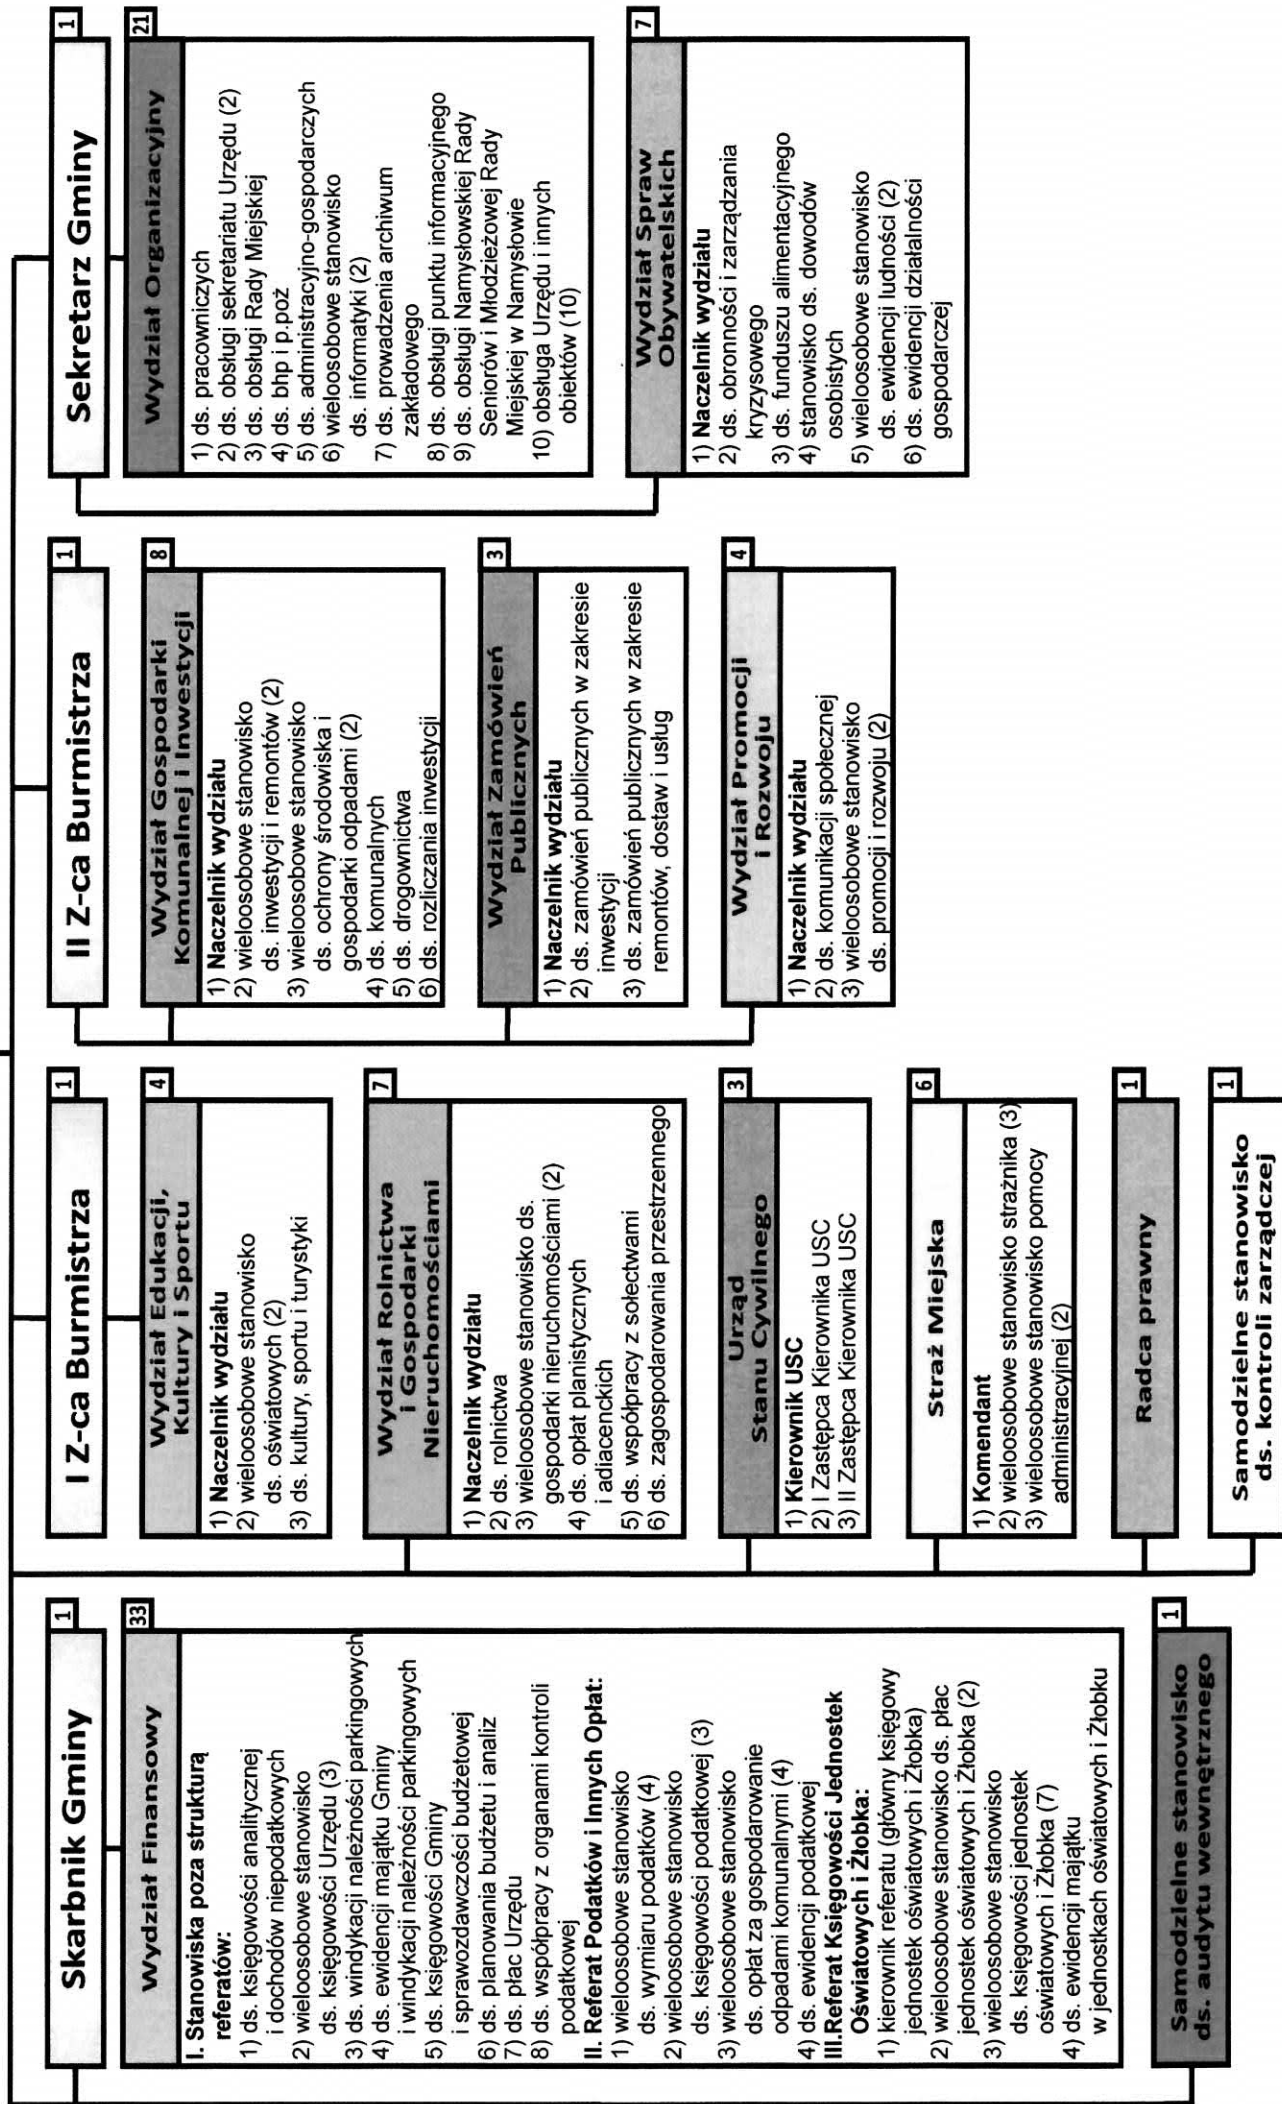 Skarbnik Gminy
1
Wydział Finansowy
33
I. Stanowiska poza strukturą
referatów:
1) ds. księgowości analitycznej
i dochodów niepodatkowych
2) wieloosobowe stanowisko
ds. księgowości Urzędu (3)
3) ds. windykacji należności parkingowych
4) ds. ewidencji majątku Gminy
i windykacji należności parkingowych
5) ds. księgowości Gminy
i sprawozdawczości budżetowej
6) ds. planowania budżetu i analiz
7) ds. płac Urzędu
8) ds. współpracy z organami kontroli
podatkowej
II. Referat Podatków i Innych Opłat:
1) wieloosobowe stanowisko
ds. wymiaru podatków (4)
2) wieloosobowe stanowisko
ds. księgowości podatkowej (3)
3) wieloosobowe stanowisko
ds. opłat za gospodarowanie
odpadami komunalnymi (4)
4) ds. ewidencji podatkowej
III.Referat Księgowości Jednostek
Oświatowych i Żłobka:
1) kierownik referatu (główny księgowy
jednostek oświatowych i Żłobka)
2) wieloosobowe stanowisko ds. płac
jednostek oświatowych i Żłobka (2)
3) wieloosobowe stanowisko
ds. księgowości jednostek
oświatowych i Żłobka (7)
4) ds. ewidencji majątku
w jednostkach oświatowych i Żłobku
Samodzielne stanowisko
ds. audytu wewnętrznego
1
I Z-ca Burmistrza
1
Wydział Edukacji,
Kultury i Sportu
4
1) Naczelnik wydziału
2) wieloosobowe stanowisko
ds. oświatowych (2)
3) ds. kultury, sportu i turystyki
Wydział Rolnictwa
i Gospodarki
Nieruchomościami
7
1) Naczelnik wydziału
2) ds. rolnictwa
3) wieloosobowe stanowisko ds.
gospodarki nieruchomościami (2)
4) ds. opłat planistycznych
i adiacenckich
5) ds. współpracy z sołectwami
6) ds. zagospodarowania przestrzennego
Urząd
Stanu Cywilnego
3
1) Kierownik USC
2) I Zastępca Kierownika USC
3) II Zastępca Kierownika USC
Straż Miejska
6
1) Komendant
2) wieloosobowe stanowisko strażnika (3)
3) wieloosobowe stanowisko pomocy
administracyjnej (2)
Radca prawny
1
Samodzielne stanowisko
ds. kontroli zarządczej
1
II Z-ca Burmistrza
1
Wydział Gospodarki
Komunalnej i Inwestycji
8
1) Naczelnik wydziału
2) wieloosobowe stanowisko
ds. inwestycji i remontów (2)
3) wieloosobowe stanowisko
ds. ochrony środowiska i
gospodarki odpadami (2)
4) ds. komunalnych
5) ds. drogownictwa
6) ds. rozliczania inwestycji
Wydział Zamówień
Publicznych
3
1) Naczelnik wydziału
2) ds. zamówień publicznych w zakresie
inwestycji
3) ds. zamówień publicznych w zakresie
remontów, dostaw i usług
Wydział Promocji
i Rozwoju
4
1) Naczelnik wydziału
2) ds. komunikacji społecznej
3) wieloosobowe stanowisko
ds. promocji i rozwoju (2)
Sekretarz Gminy
1
Wydział Organizacyjny
21
1) ds. pracowniczych
2) ds. obsługi sekretariatu Urzędu (2)
3) ds. obsługi Rady Miejskiej
4) ds. bhp i p.poż
5) ds. administracyjno-gospodarczych
6) wieloosobowe stanowisko
ds. informatyki (2)
7) ds. prowadzenia archiwum
zakładowego
8) ds. obsługi punktu informacyjnego
9) ds. obsługi Namysłowskiej Rady
Seniorów i Młodzieżowej Rady
Miejskiej w Namysłowie
10) obsługa Urzędu i innych
obiektów (10)
Wydział Spraw
Obywatelskich
7
1) Naczelnik wydziału
2) ds. obronności i zarządzania
kryzysowego
3) ds. funduszu alimentacyjnego
4) stanowisko ds. dowodów
osobistych
5) wieloosobowe stanowisko
ds. ewidencji ludności (2)
6) ds. ewidencji działalności
gospodarczej